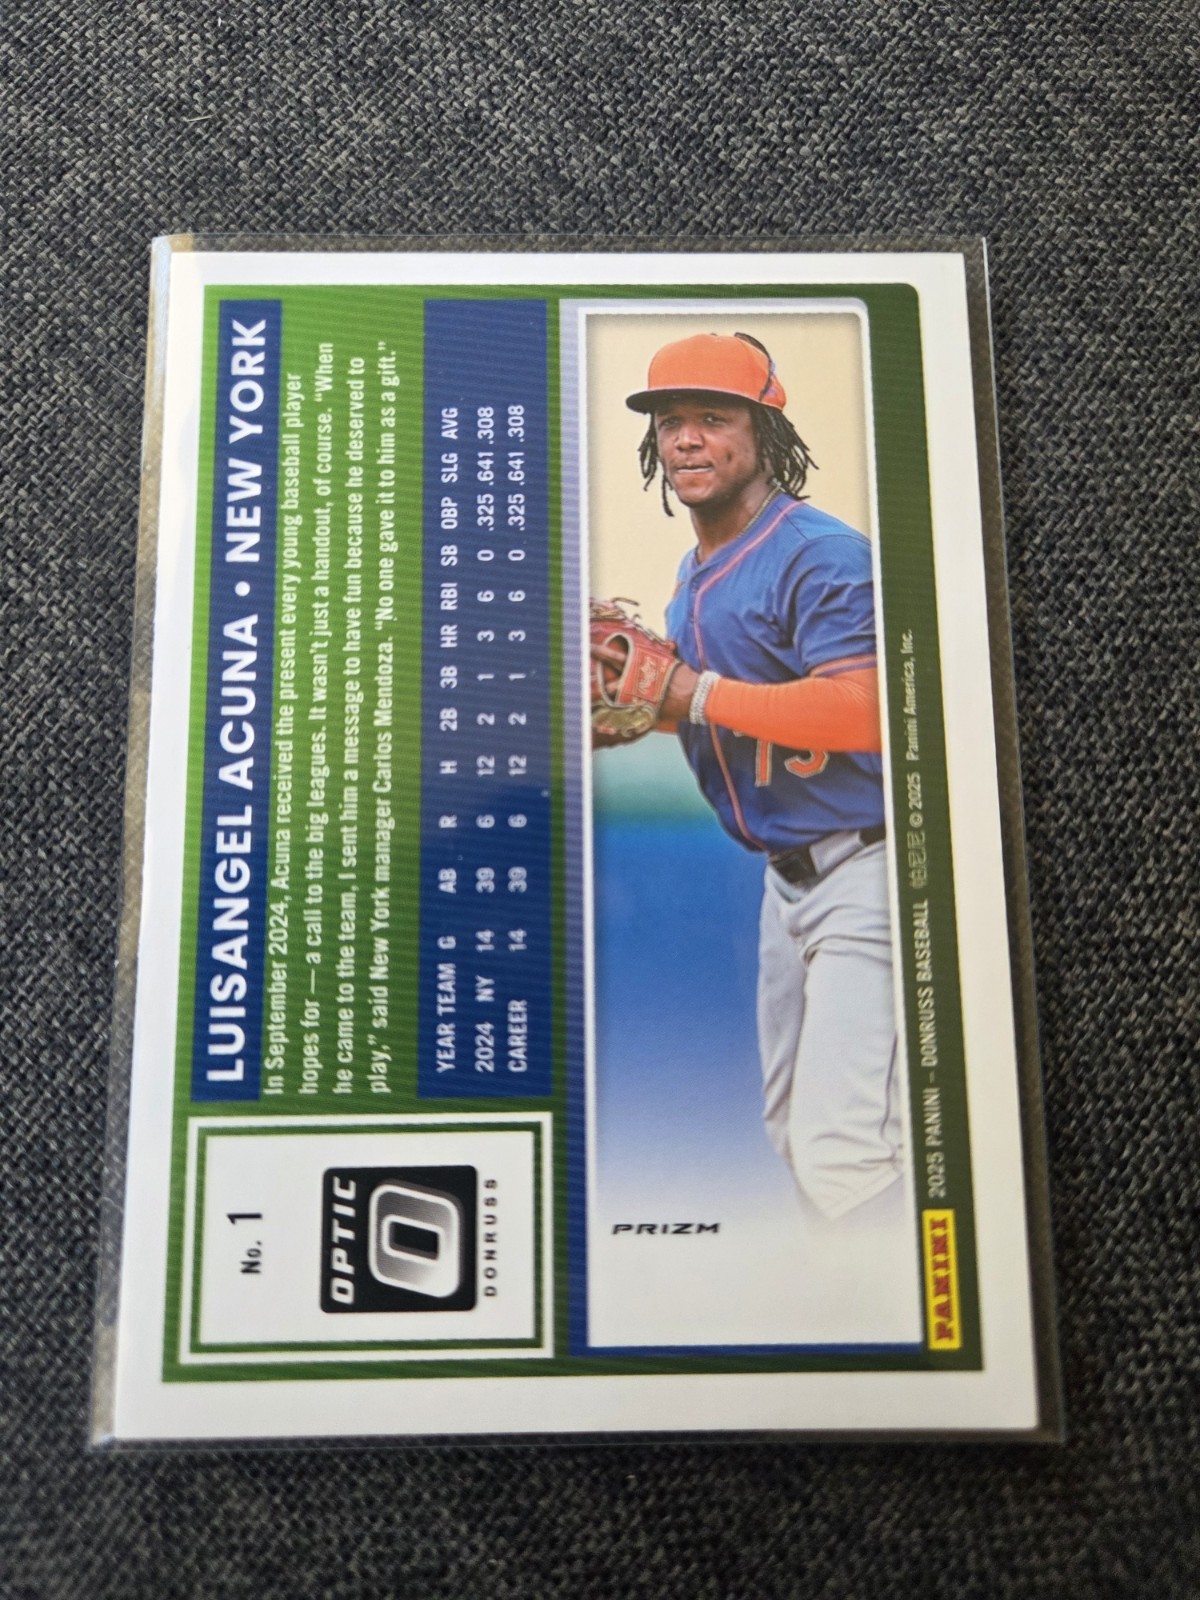 No. 1
OPTIC
O
DONRUSS
LUISANGEL ACUNA • NEW YORK
In September 2024, Acuna received the present every young baseball player
hopes for — a call to the big leagues. It wasn't just a handout, of course. "When
he came to the team, I sent him a message to have fun because he deserved to
play," said New York manager Carlos Mendoza. "No one gave it to him as a gift."
YEAR TEAM G AB R H 2B 3B HR RBI SB OBP SLG AVG
2024 NY 14 39 6 12 2 1 3 6 0 .325 .641 .308
CAREER 14 39 6 12 2 1 3 6 0 .325 .641 .308
PRIZM
Rawlings
73
PANINI
2025 PANINI – DONRUSS BASEBALL © 2025 Panini America, Inc.